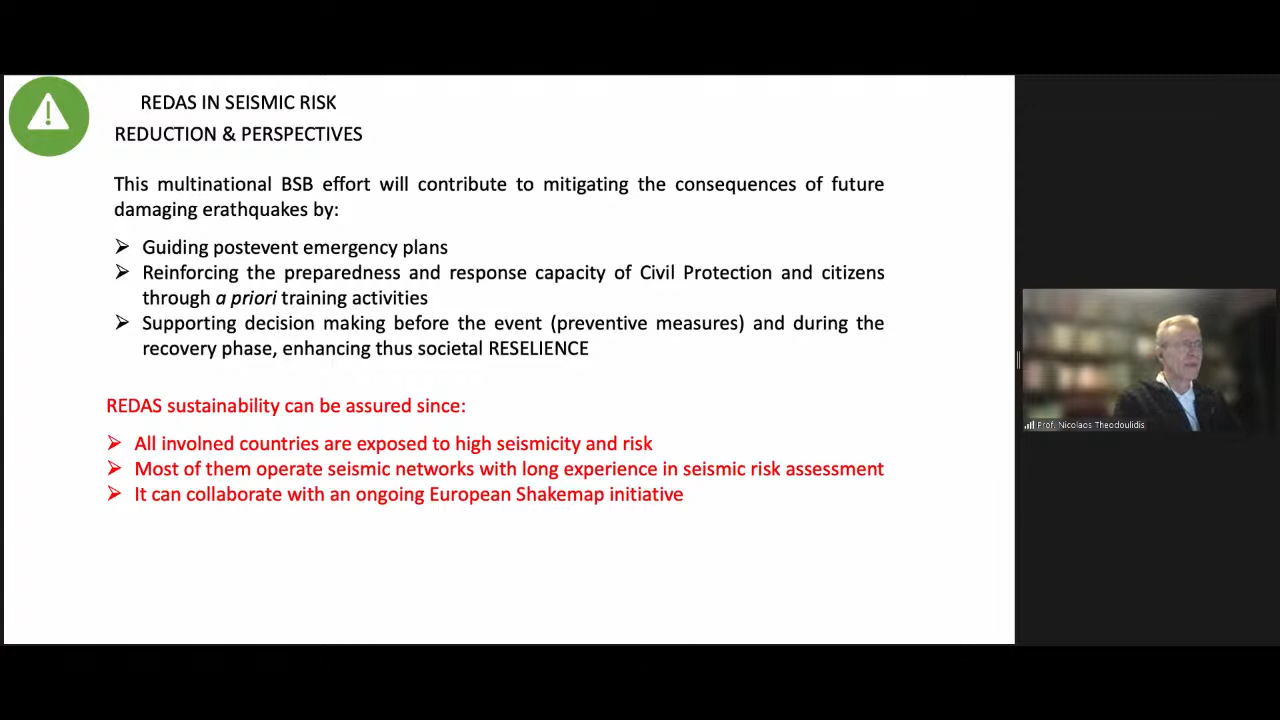 REDAS IN SEISMIC RISK
REDUCTION & PERSPECTIVES
This multinational BSB effort will contribute to mitigating the consequences of future
damaging erathquakes by:
Guiding postevent emergency plans
Reinforcing the preparedness and response capacity of Civil Protection and citizens
through a priori training activities
Supporting decision making before the event (preventive measures) and during the
recovery phase, enhancing thus societal RESELIENCE
REDAS sustainability can be assured since:
All involned countries are exposed to high seismicity and risk
Most of them operate seismic networks with long experience in seismic risk assessment
It can collaborate with an ongoing European Shakemap initiative
Prof. Nicolaos Theodoulidis